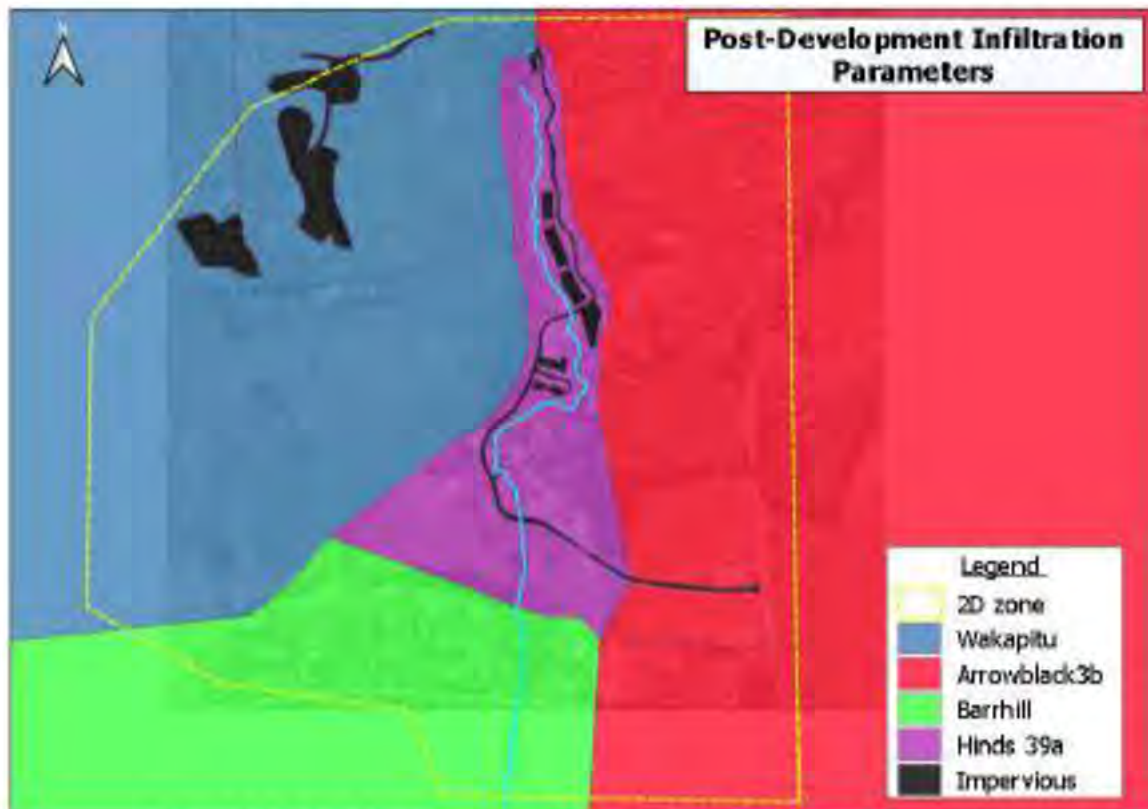 Post-Development Infiltration
Parameters
Legend
2D zone
Wakapitu
Arrowblack3b
Barrhill
Hinds 39a
Impervious